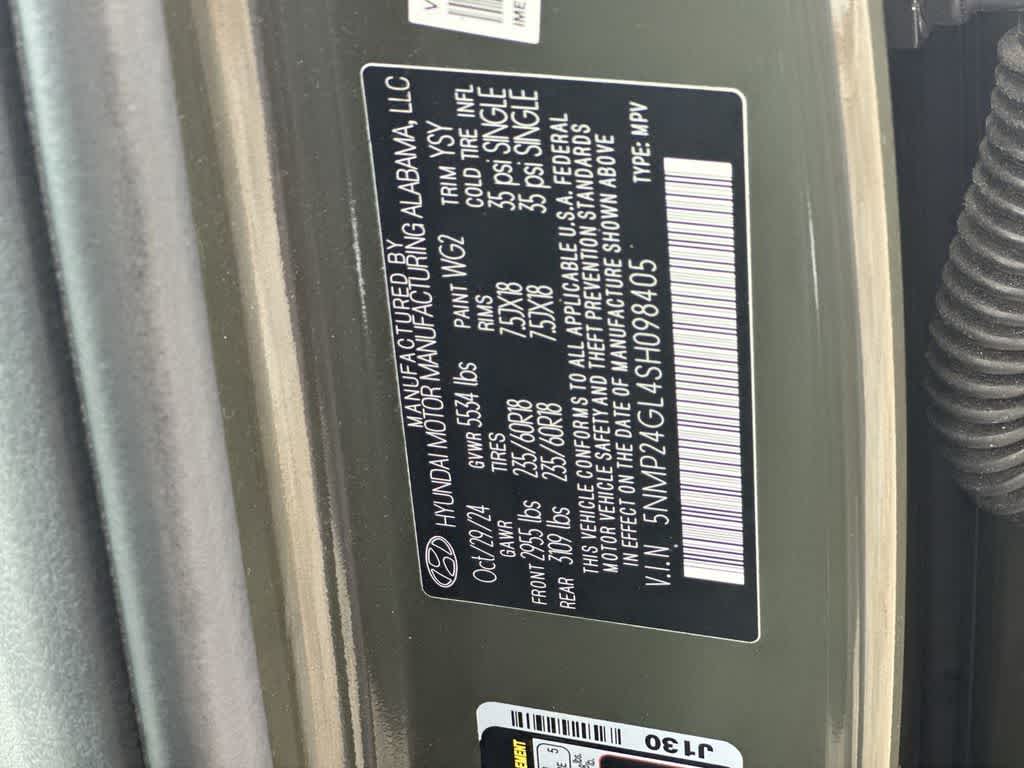 MANUFACTURED BY
HYUNDAI MOTOR MANUFACTURING ALABAMA, LLC
Oct/29/24 GVWR 5534 lbs PAINT WG2 TRIM YSY
GAWR TIRES RIMS COLD TIRE INFL
FRONT 2955 lbs 235/60R18 7.5JX18 35 psi SINGLE
REAR 3109 lbs 235/60R18 7.5JX18 35 psi SINGLE
THIS VEHICLE CONFORMS TO ALL APPLICABLE U.S.A. FEDERAL
MOTOR VEHICLE SAFETY AND THEFT PREVENTION STANDARDS
IN EFFECT ON THE DATE OF MANUFACTURE SHOWN ABOVE
V.I.N. 5NMP24GL4SH098405 TYPE: MPV
J130